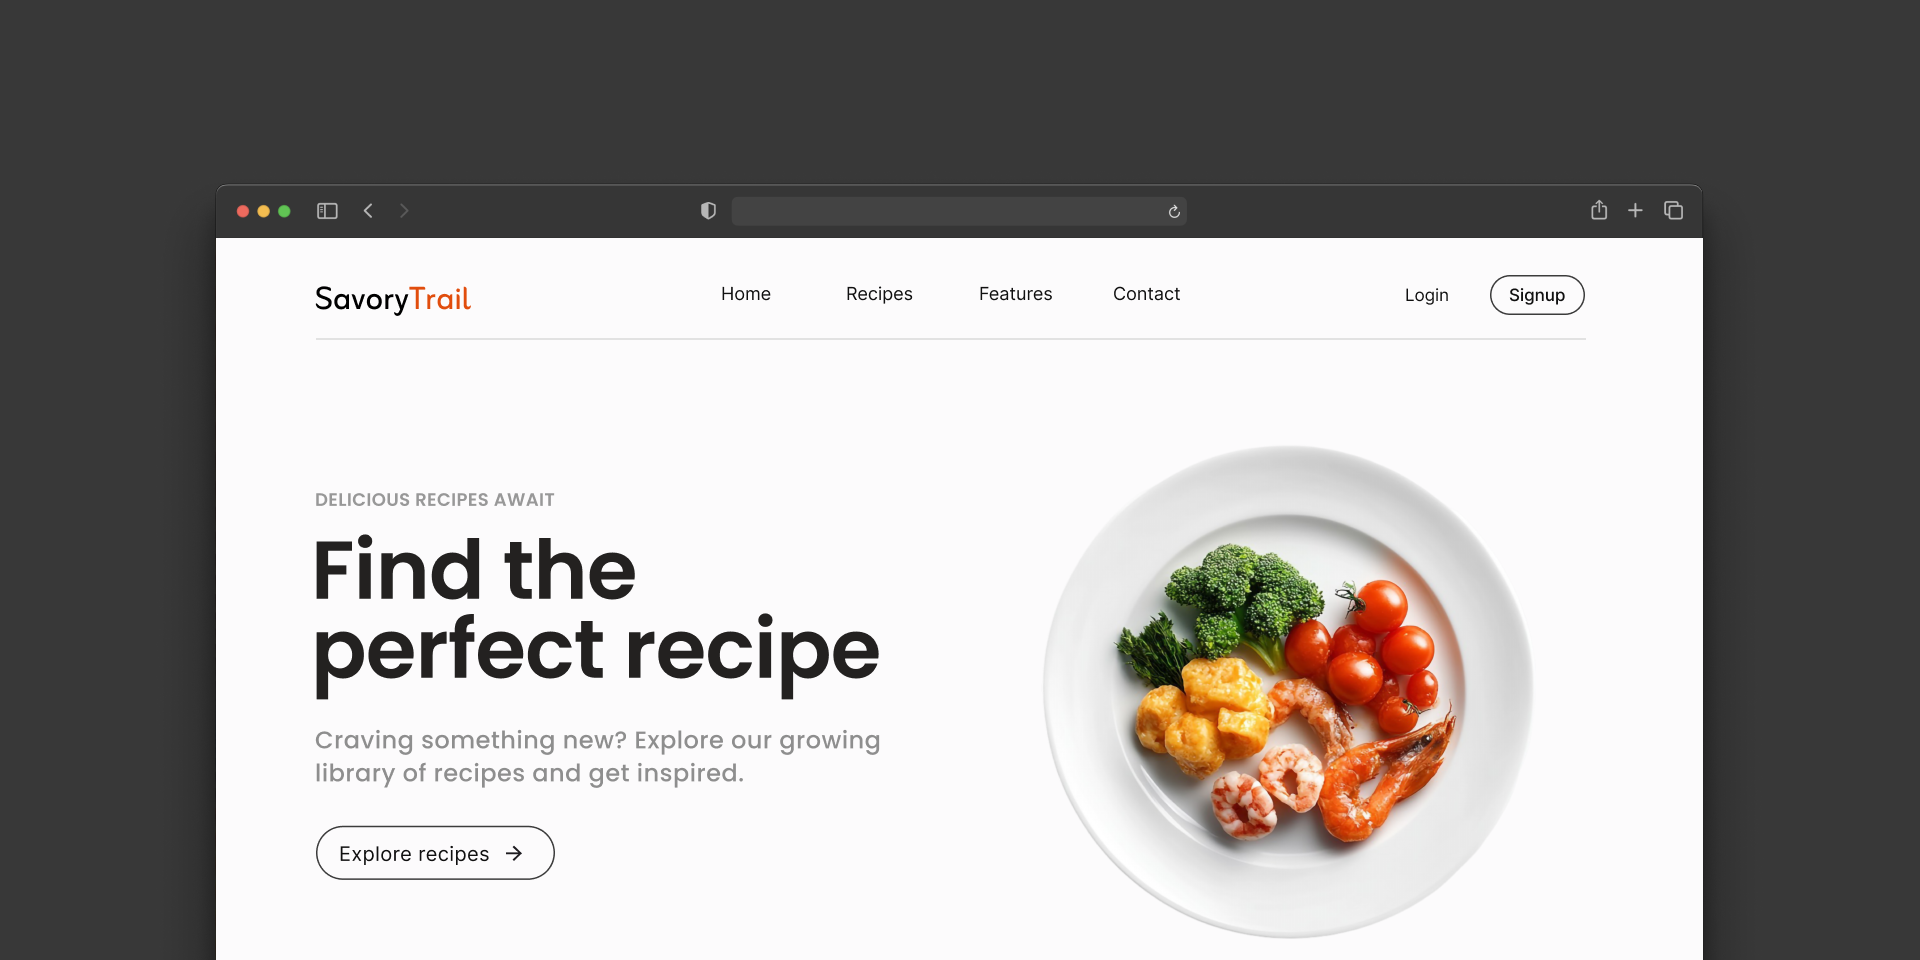 SavoryTrail
Home Recipes Features Contact
Login Signup
DELICIOUS RECIPES AWAIT
Find the
perfect recipe
Craving something new? Explore our growing
library of recipes and get inspired.
Explore recipes →